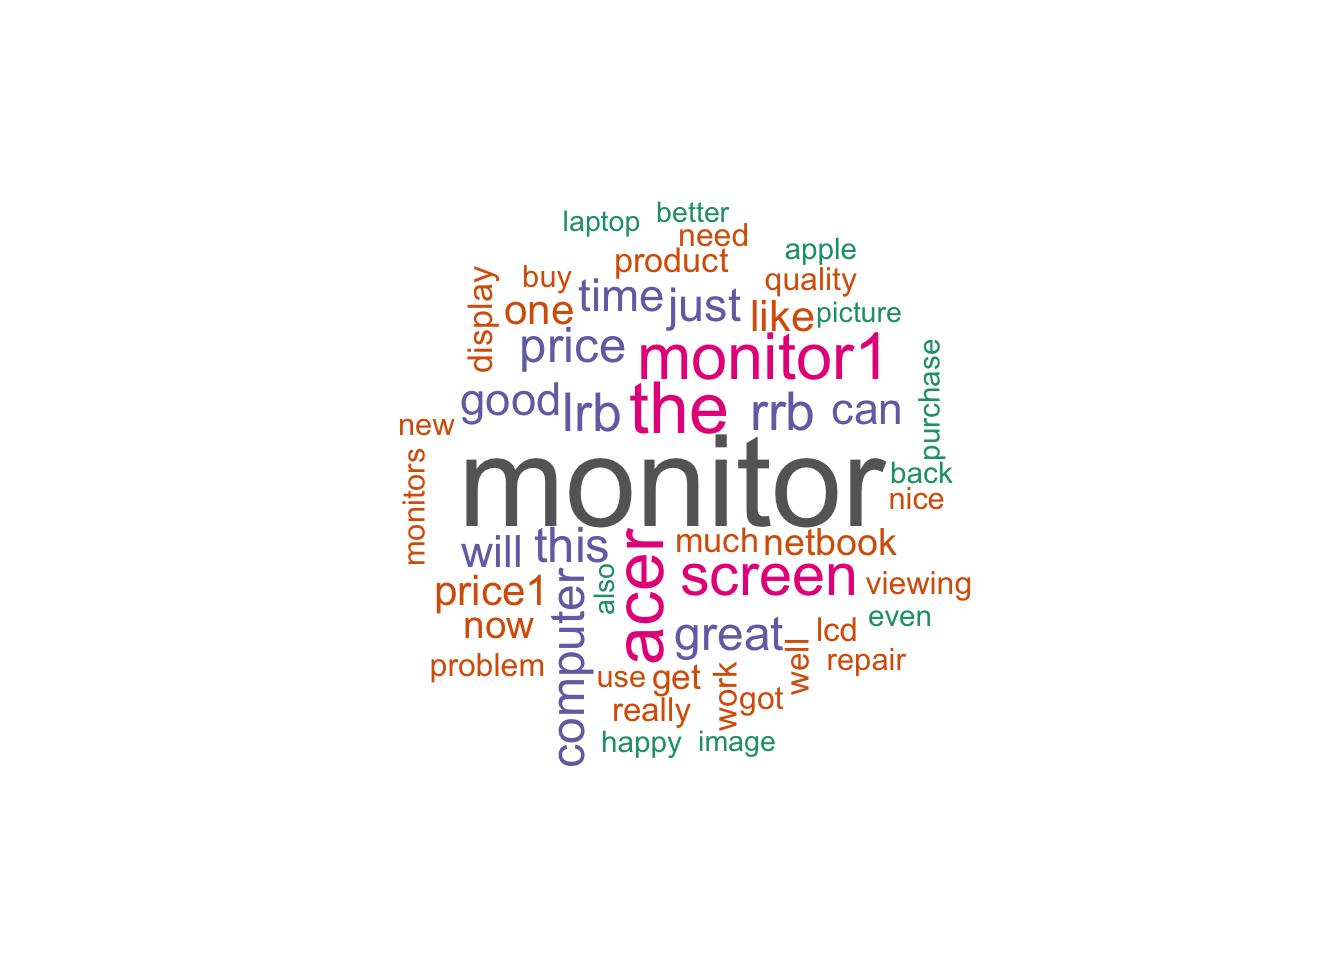 laptop
better
need
apple
product
quality
buy
display
time
just
one
like
picture
price
monitor1
purchase
good
lrb
the
rrb
can
new
monitor
monitors
back
nice
will
this
much
netbook
acer
screen
viewing
also
price1
computer
even
now
great
lcd
well
repair
problem
use
get
work
got
really
happy
image